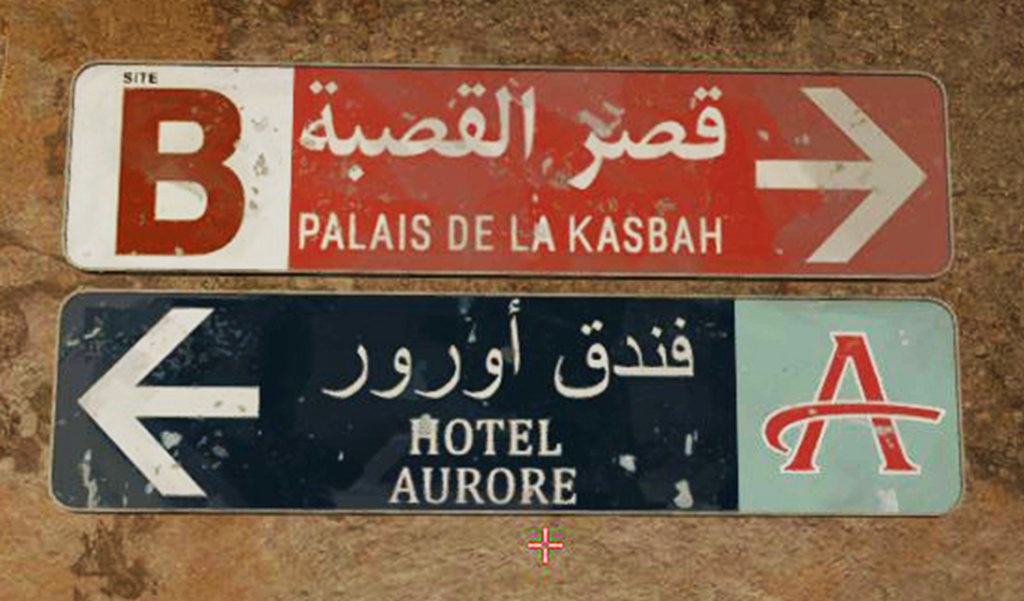 SITE
B
قصر القصبة
PALAIS DE LA KASBAH
فندق أورور
HOTEL
AURORE
A